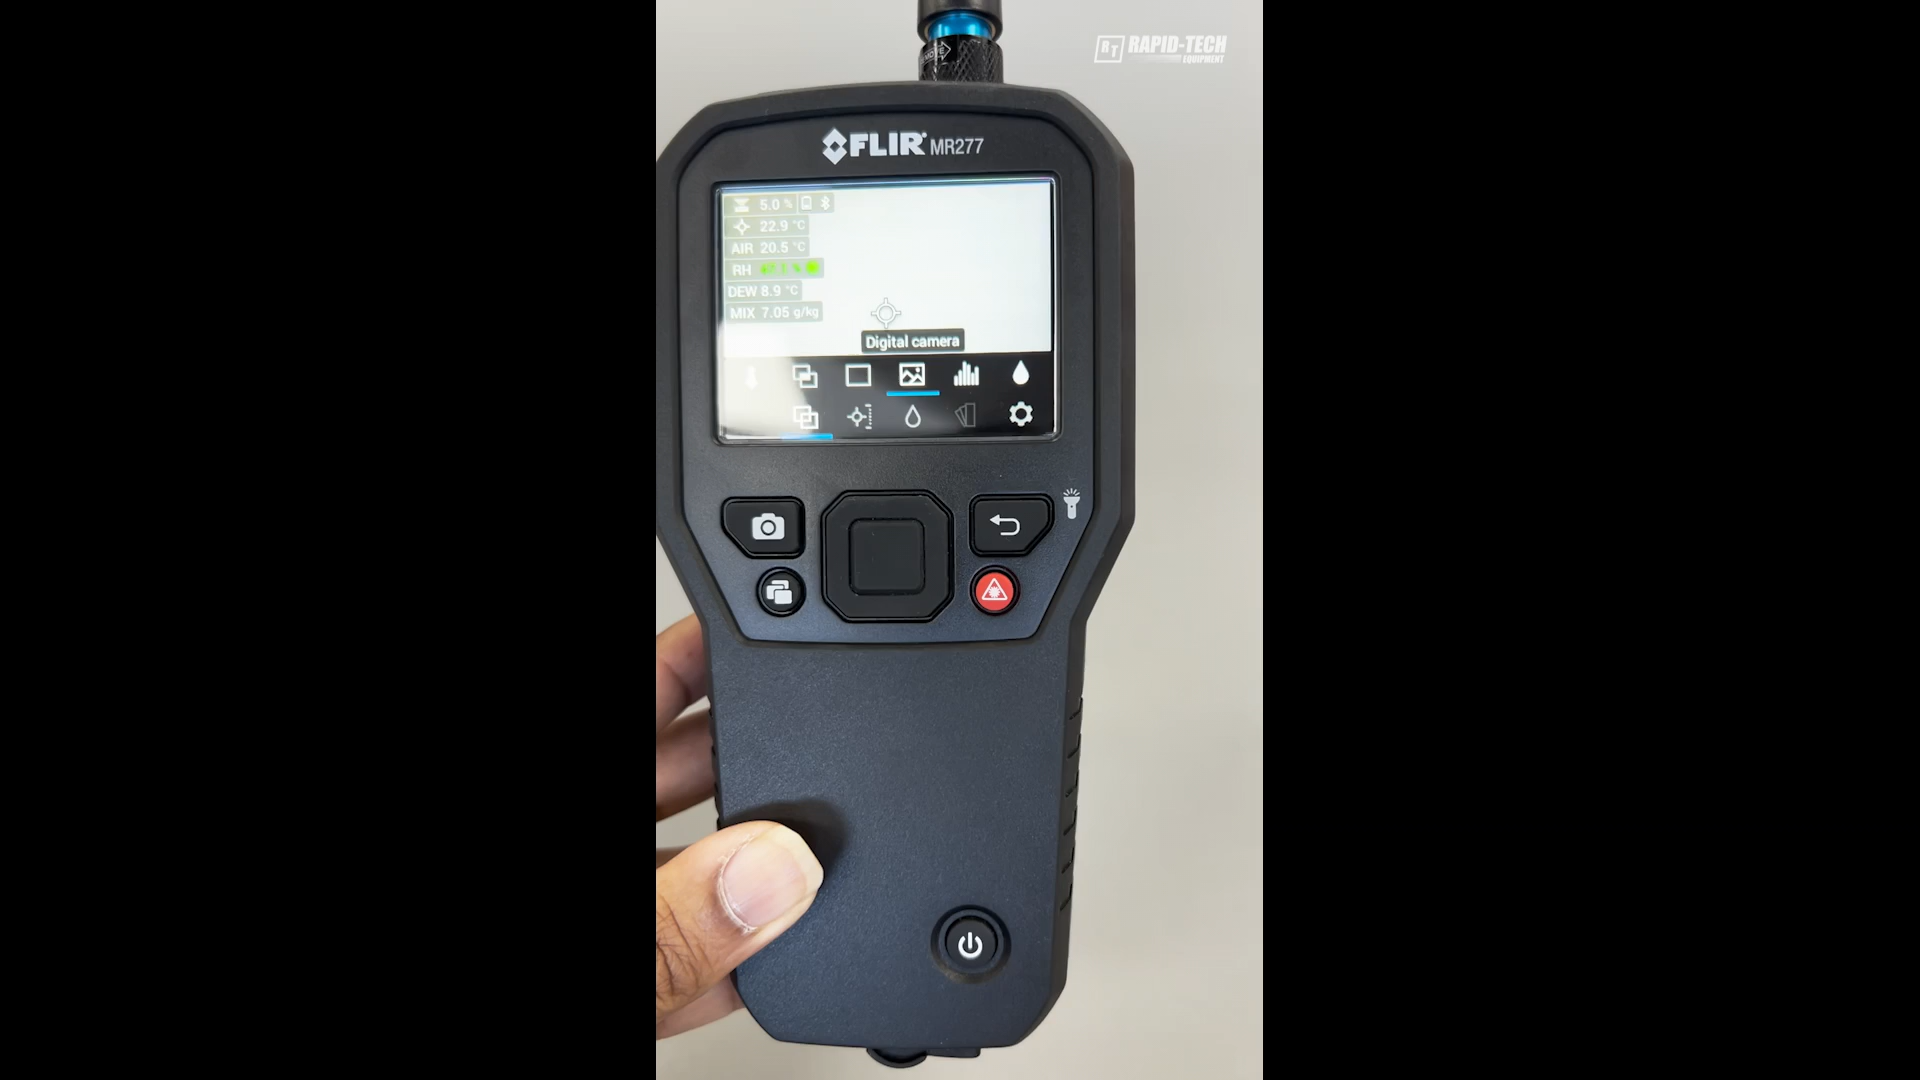 RT RAPID-TECH
EQUIPMENT
FLIR MR277
5.0 %
22.9 °C
AIR 20.5 °C
RH
DEW 8.9 °C
MIX 7.05 g/kg
Digital camera